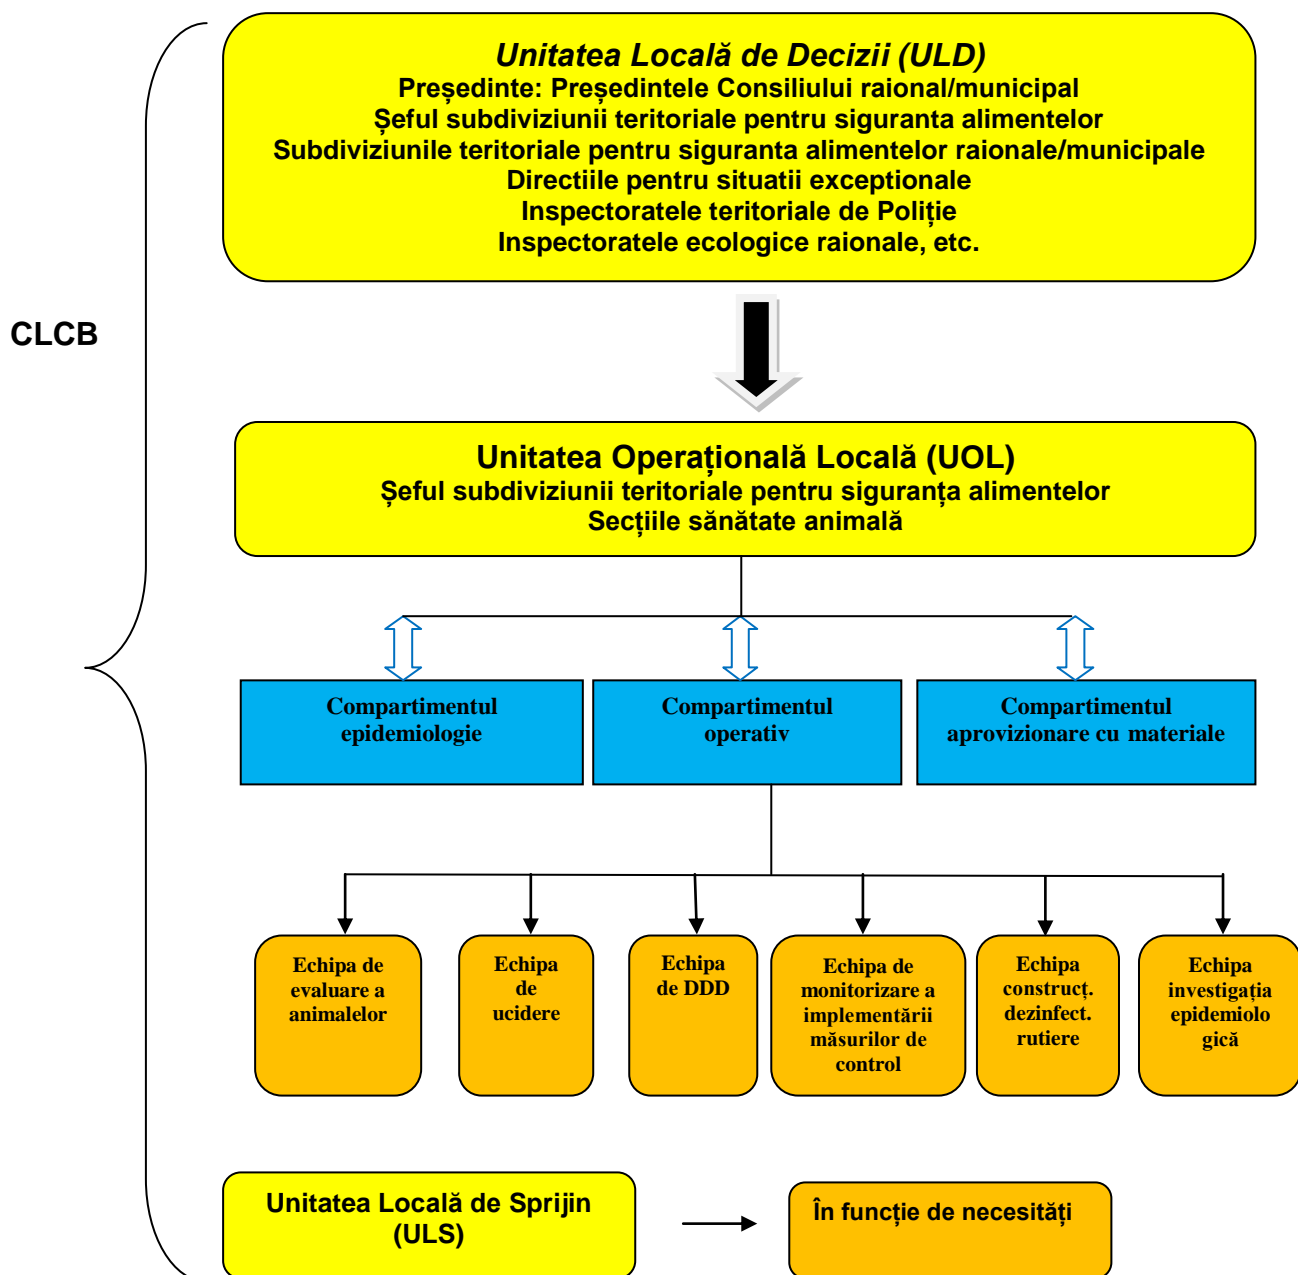 Unitatea Locală de Decizii (ULD)
Președinte: Președintele Consiliului raional/municipal
Șeful subdiviziunii teritoriale pentru siguranta alimentelor
Subdiviziunile teritoriale pentru siguranta alimentelor raionale/municipale
Directiile pentru situatii exceptionale
Inspectoratele teritoriale de Poliție
Inspectoratele ecologice raionale, etc.
CLCB
Unitatea Operațională Locală (UOL)
Șeful subdiviziunii teritoriale pentru siguranța alimentelor
Secțiile sănătate animală
Compartimentul
epidemiologie
Compartimentul
operativ
Compartimentul
aprovizionare cu materiale
Echipa de
evaluare a
animalelor
Echipa
de
ucidere
Echipa
de DDD
Echipa de
monitorizare a
implementării
măsurilor de
control
Echipa
construcț.
dezinfect.
rutiere
Echipa
investigația
epidemiolo
gică
Unitatea Locală de Sprijin
(ULS)
În funcție de necesități